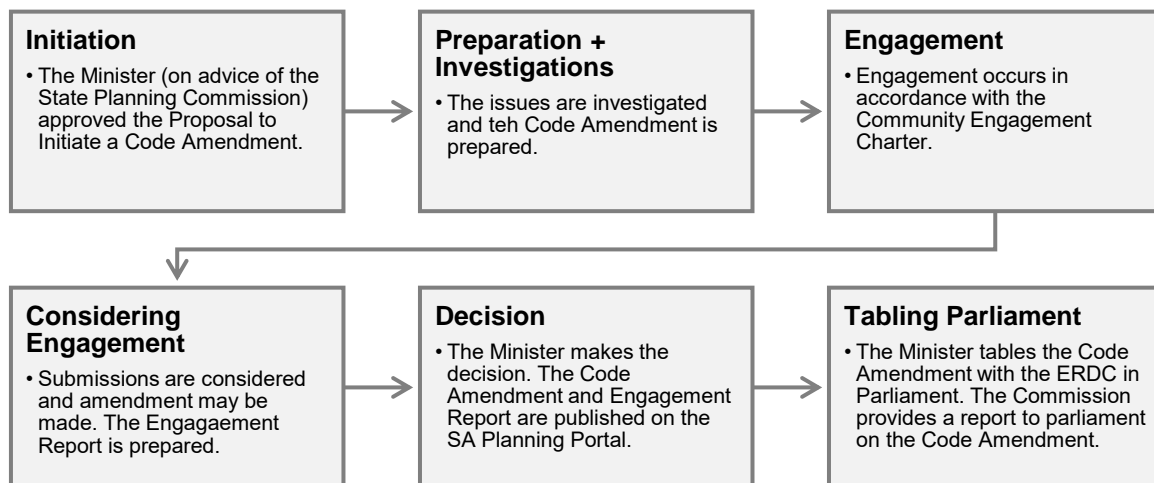 Initiation
• The Minister (on advice of the
State Planning Commission)
approved the Proposal to
Initiate a Code Amendment.
Preparation +
Investigations
• The issues are investigated
and teh Code Amendment is
prepared.
Engagement
• Engagement occurs in
accordance with the
Community Engagement
Charter.
Considering
Engagement
• Submissions are considered
and amendment may be
made. The Engagaement
Report is prepared.
Decision
• The Minister makes the
decision. The Code
Amendment and Engagement
Report are published on the
SA Planning Portal.
Tabling Parliament
• The Minister tables the Code
Amendment with the ERDC in
Parliament. The Commission
provides a report to parliament
on the Code Amendment.